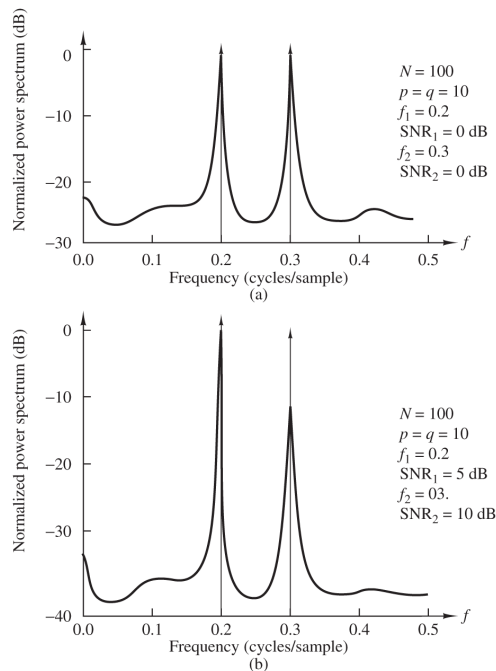 Normalized power spectrum (dB)
0
−10
−20
−30
0.0 0.1 0.2 0.3 0.4 0.5 f
Frequency (cycles/sample)
(a)
N = 100
p = q = 10
f1 = 0.2
SNR1 = 0 dB
f2 = 0.3
SNR2 = 0 dB
Normalized power spectrum (dB)
0
−10
−20
−30
−40
0.0 0.1 0.2 0.3 0.4 0.5 f
Frequency (cycles/sample)
(b)
N = 100
p = q = 10
f1 = 0.2
SNR1 = 5 dB
f2 = 03.
SNR2 = 10 dB